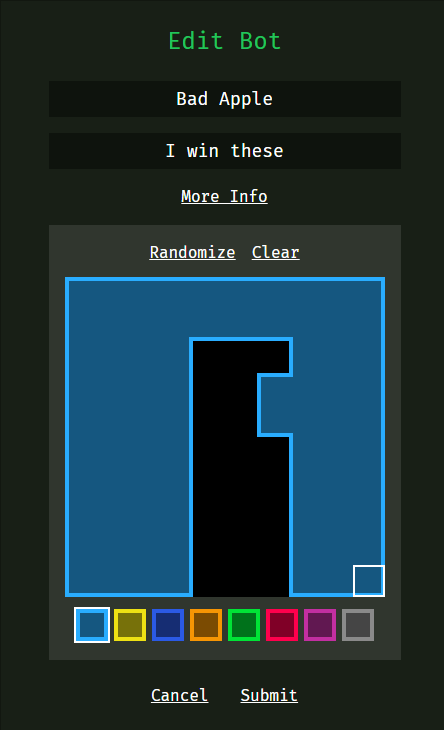 Edit Bot
Bad Apple
I win these
More Info
Randomize Clear
Cancel Submit